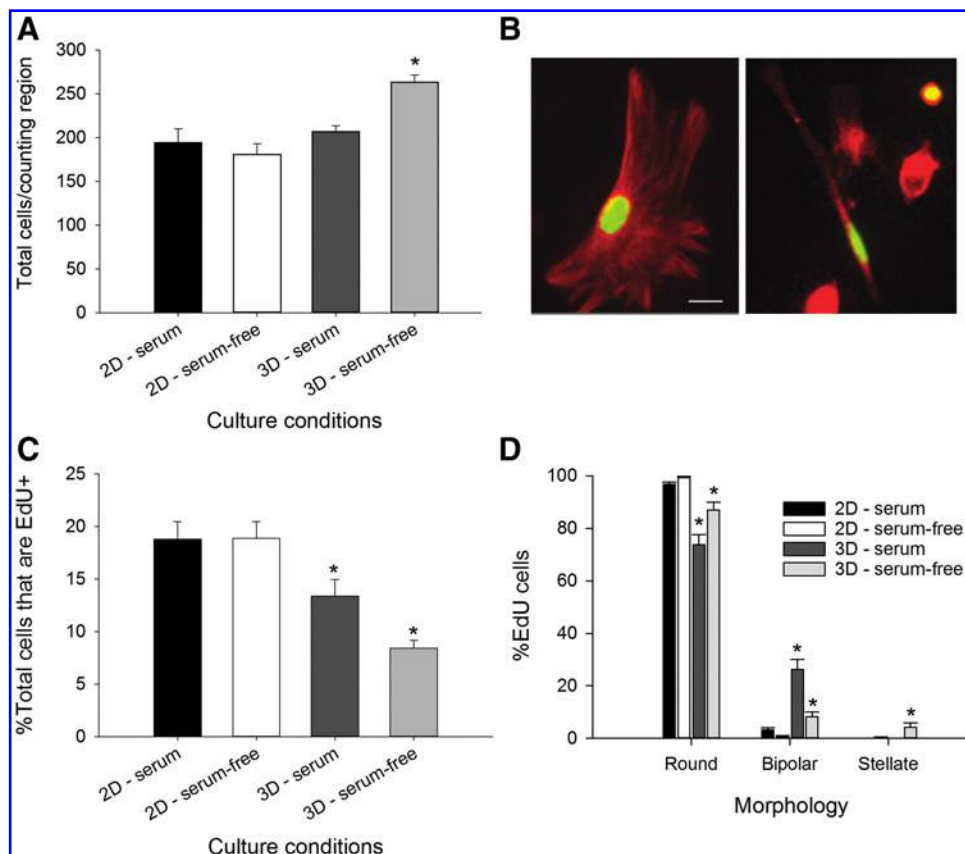 A
300
250
200
150
100
50
0
Total cells/counting region
*
2D - serum
2D - serum-free
3D - serum
3D - serum-free
Culture conditions
B
C
25
20
15
10
5
0
%Total cells that are EdU+
*
*
2D - serum
2D - serum-free
3D - serum
3D - serum-free
Culture conditions
D
100
80
60
40
20
0
%EdU cells
*
*
*
*
*
2D - serum
2D - serum-free
3D - serum
3D - serum-free
Round
Bipolar
Stellate
Morphology